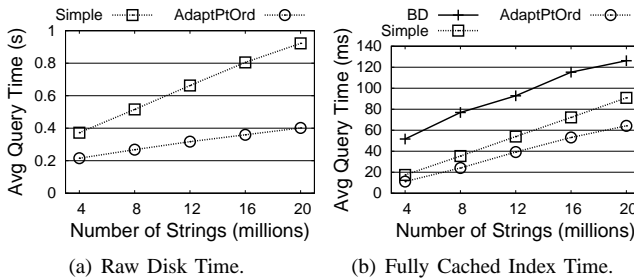 Simple AdaptPtOrd
Avg Query Time (s)
1
0.8
0.6
0.4
0.2
0
4 8 12 16 20
Number of Strings (millions)
(a) Raw Disk Time.
BD AdaptPtOrd
Simple
Avg Query Time (ms)
140
120
100
80
60
40
20
0
4 8 12 16 20
Number of Strings (millions)
(b) Fully Cached Index Time.